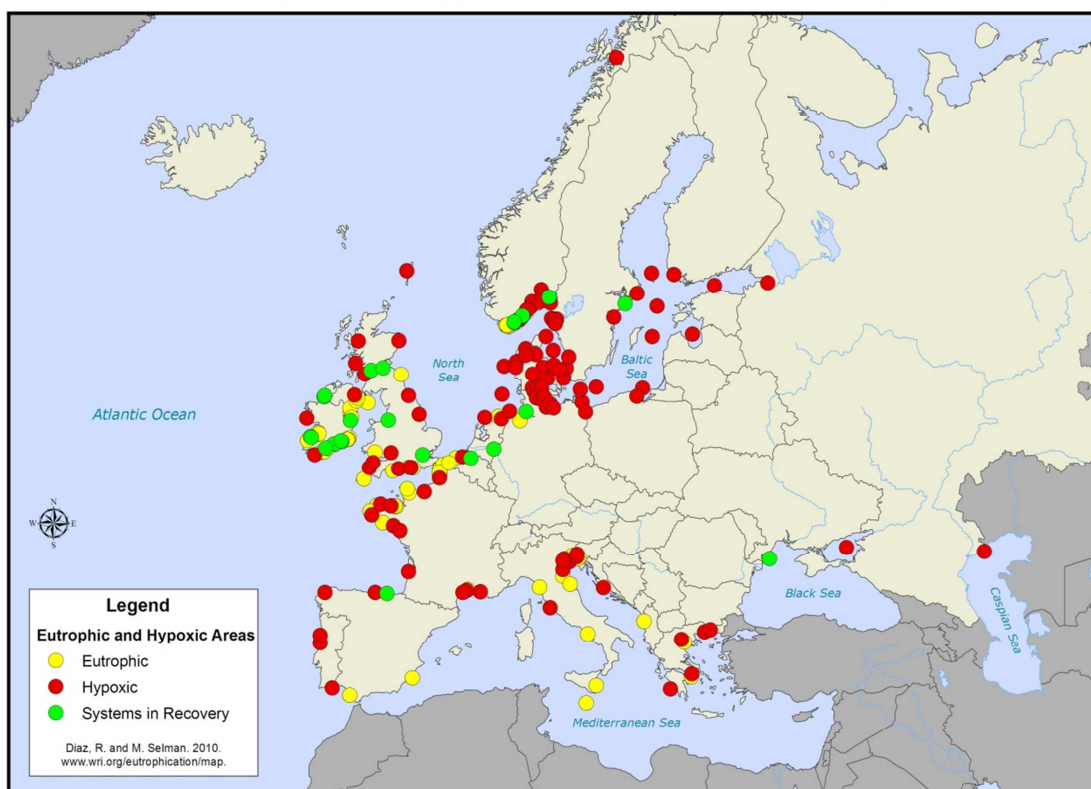 North
Sea
Baltic
Sea
Atlantic Ocean
N
W E
S
Black Sea
Caspian Sea
Mediterranean Sea
Legend
Eutrophic and Hypoxic Areas
Eutrophic
Hypoxic
Systems in Recovery
Diaz, R. and M. Selman. 2010.
www.wri.org/eutrophication/map.